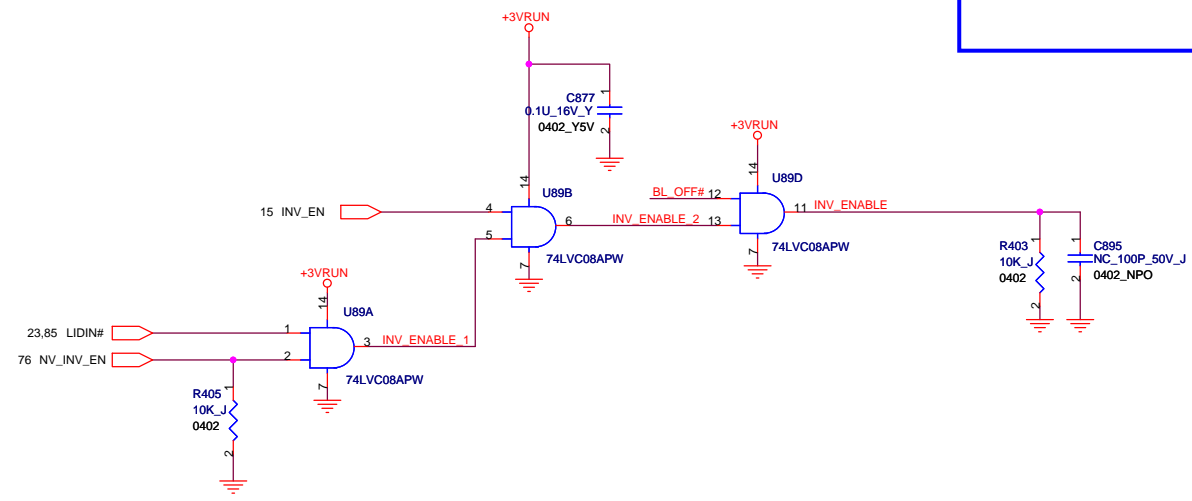 +3VRUN
1
C877
0.1U_16V_Y
0402_Y5V
2
+3VRUN
14
U89B
14
U89D
15 INV_EN
4
6
INV_ENABLE_2
BL_OFF# 12
13
11
INV_ENABLE
5
7
74LVC08APW
7
74LVC08APW
1
R403
10K_J
0402
2
1
C895
NC_100P_50V_J
0402_NPO
2
+3VRUN
14
U89A
23,85 LIDIN#
1
3
INV_ENABLE_1
76 NV_INV_EN
2
7
74LVC08APW
1
R405
10K_J
0402
2